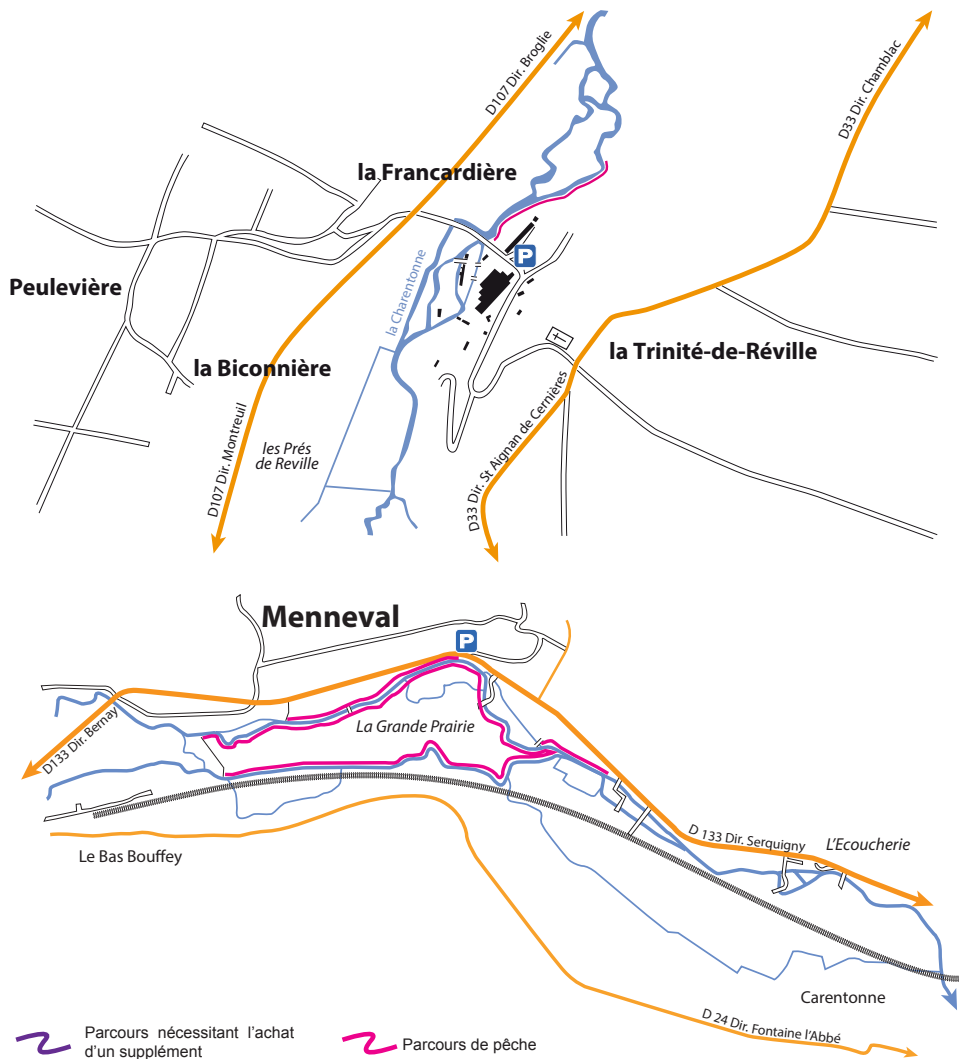 D107 Dir. Broglie
D33 Dir. Chamblac
la Francardière
P
Peulevière
la Charentonne
la Trinité-de-Réville
la Biconnière
D33 Dir. St Aignan de Cernières
les Prés
de Reville
D107 Dir. Montreuil
Menneval
P
La Grande Prairie
D133 Dir. Bernay
D 133 Dir. Serquigny
L'Ecoucherie
Le Bas Bouffey
Carentonne
D 24 Dir. Fontaine l'Abbé
Parcours nécessitant l'achat
d'un supplément
Parcours de pêche